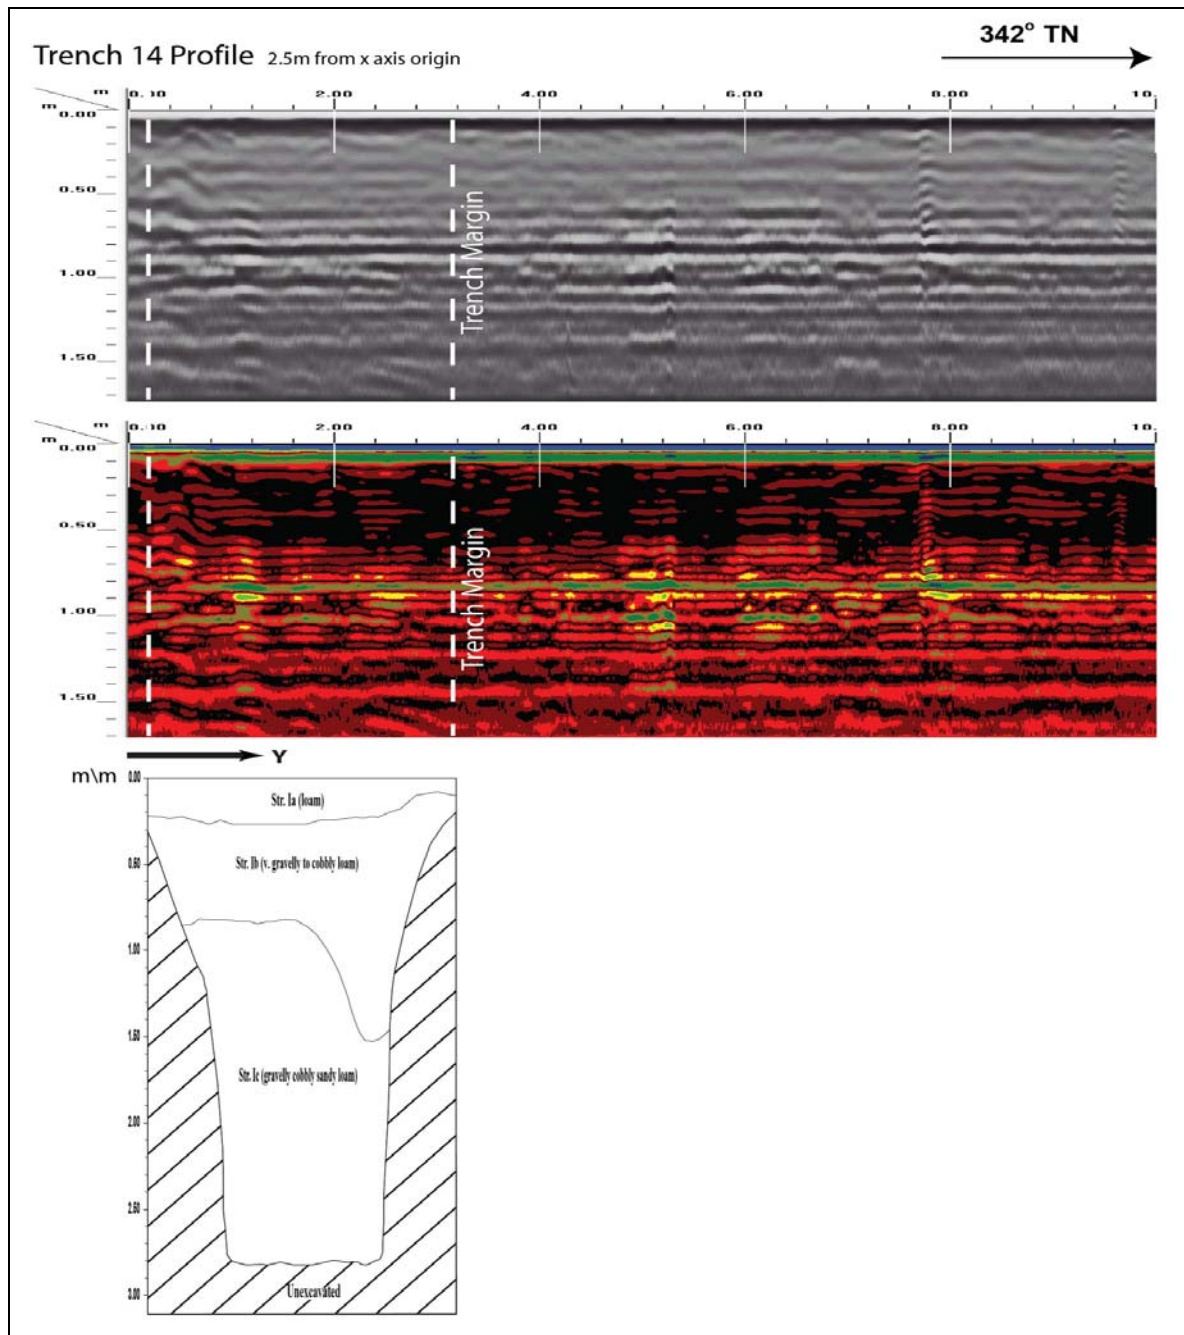 342° TN
Trench 14 Profile 2.5m from x axis origin
m 0.10 2.00 4.00 6.00 8.00 10.
m
0.00
0.50
1.00
1.50
Trench Margin
m 0.10 2.00 4.00 6.00 8.00 10.
m
0.00
0.50
1.00
1.50
Trench Margin
Y
m\m
0.00
Str. Ia (loam)
0.50
Str. Ib (v. gravelly to cobbly loam)
1.00
1.50
Str. Ic (gravelly cobbly sandy loam)
2.00
2.50
Unexcavated
3.00